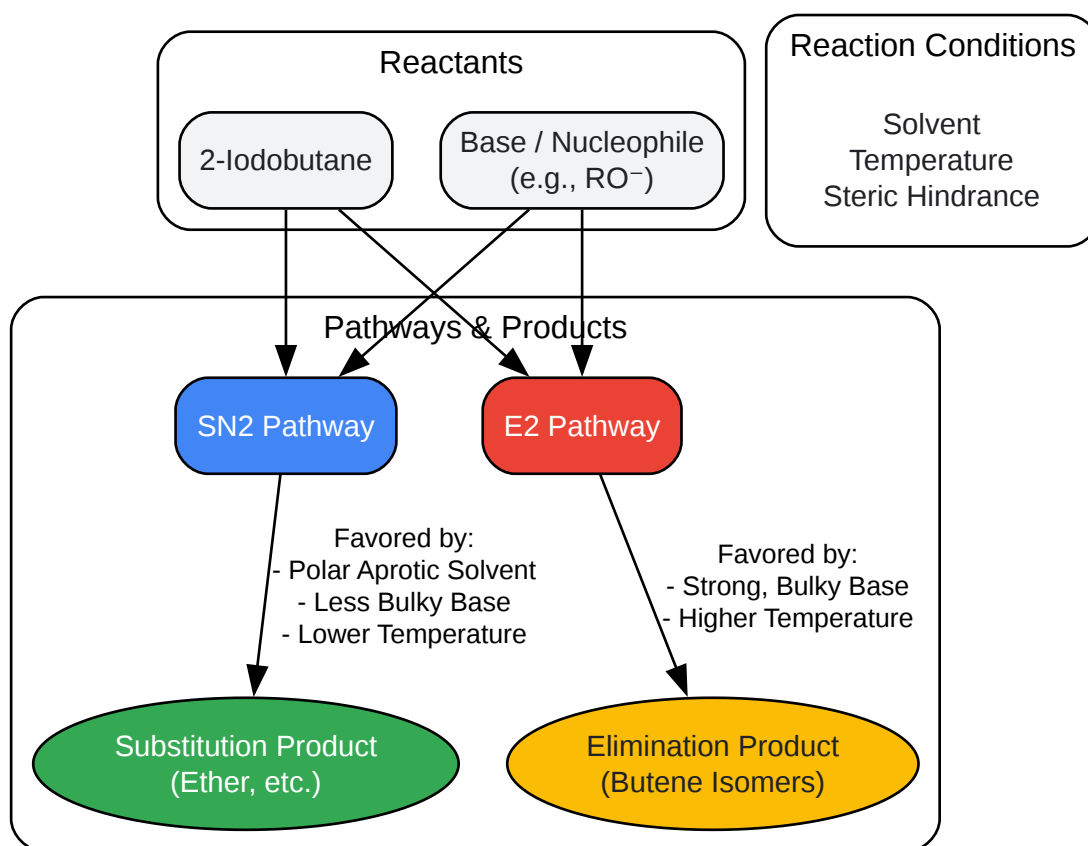 Reactants
2-Iodobutane
Base / Nucleophile
(e.g., RO⁻)
Reaction Conditions
Solvent
Temperature
Steric Hindrance
Pathways & Products
SN2 Pathway
E2 Pathway
Favored by:
- Polar Aprotic Solvent
- Less Bulky Base
- Lower Temperature
Favored by:
- Strong, Bulky Base
- Higher Temperature
Substitution Product
(Ether, etc.)
Elimination Product
(Butene Isomers)